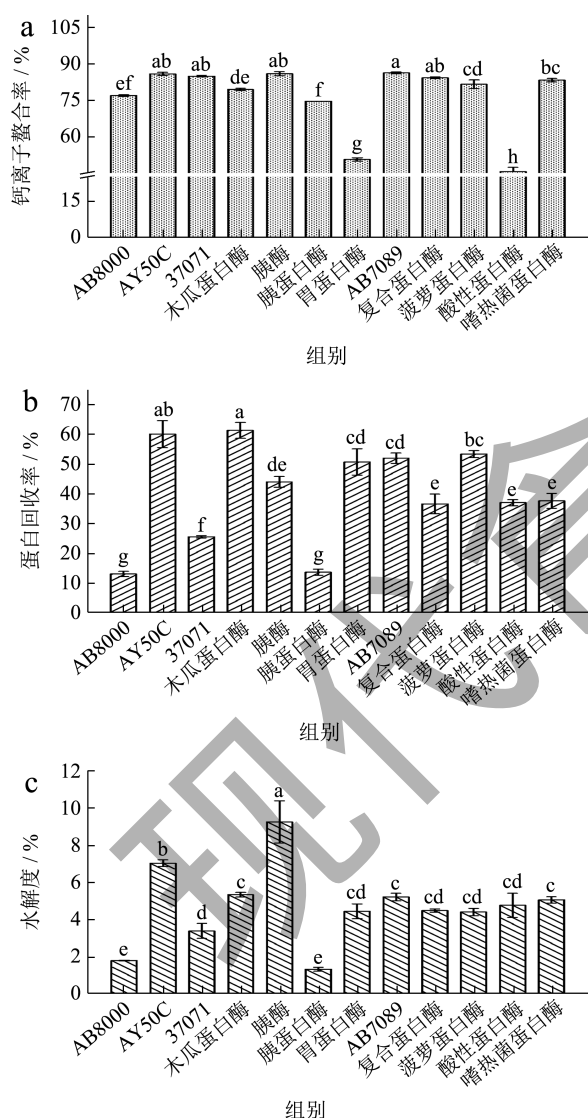 a
钙离子螯合率 / %
105
90
75
60
15
0
ef
ab
ab
de
ab
f
g
a
ab
cd
h
bc
AB8000
AY50C
37071
木瓜蛋白酶
胰酶
胰蛋白酶
胃蛋白酶
AB7089
复合蛋白酶
菠萝蛋白酶
酸性蛋白酶
嗜热菌蛋白酶
组别
b
蛋白回收率 / %
70
60
50
40
30
20
10
0
g
ab
f
a
de
g
cd
cd
e
bc
e
e
AB8000
AY50C
37071
木瓜蛋白酶
胰酶
胰蛋白酶
胃蛋白酶
AB7089
复合蛋白酶
菠萝蛋白酶
酸性蛋白酶
嗜热菌蛋白酶
组别
c
水解度 / %
12
10
8
6
4
2
0
e
b
d
c
a
e
cd
c
cd
cd
cd
c
AB8000
AY50C
37071
木瓜蛋白酶
胰酶
胰蛋白酶
胃蛋白酶
AB7089
复合蛋白酶
菠萝蛋白酶
酸性蛋白酶
嗜热菌蛋白酶
组别
现代食